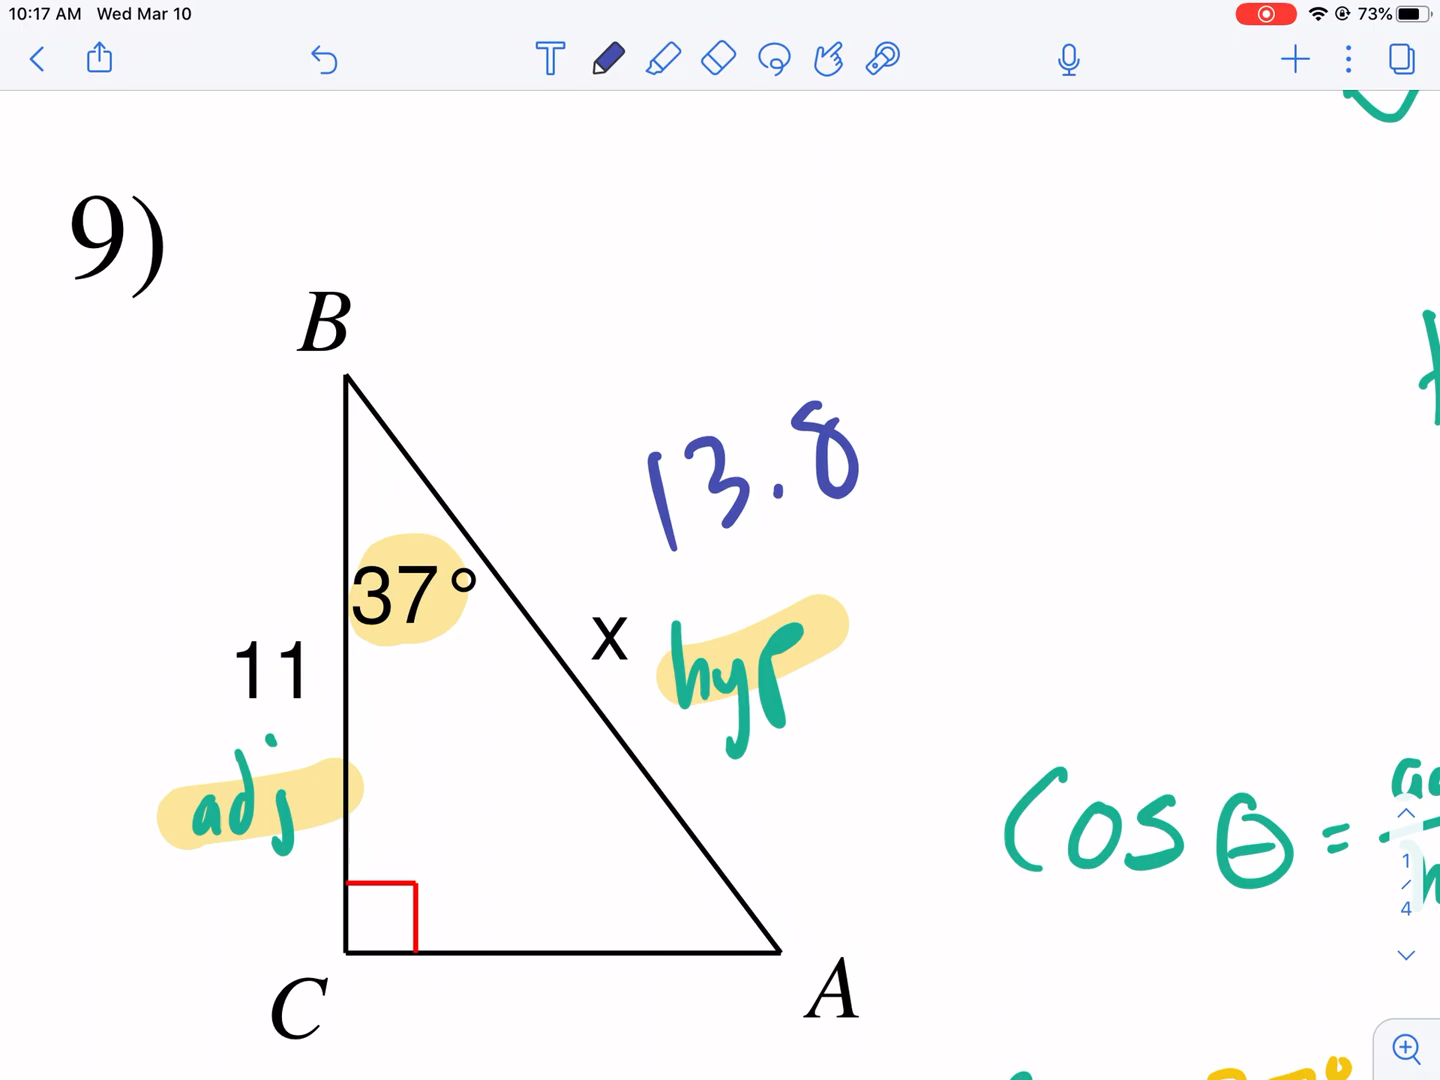 10:17 AM Wed Mar 10
73%
T
9)
B
13.8
37°
x
hyp
11
adj
Cos θ =
1
/
4
C
A